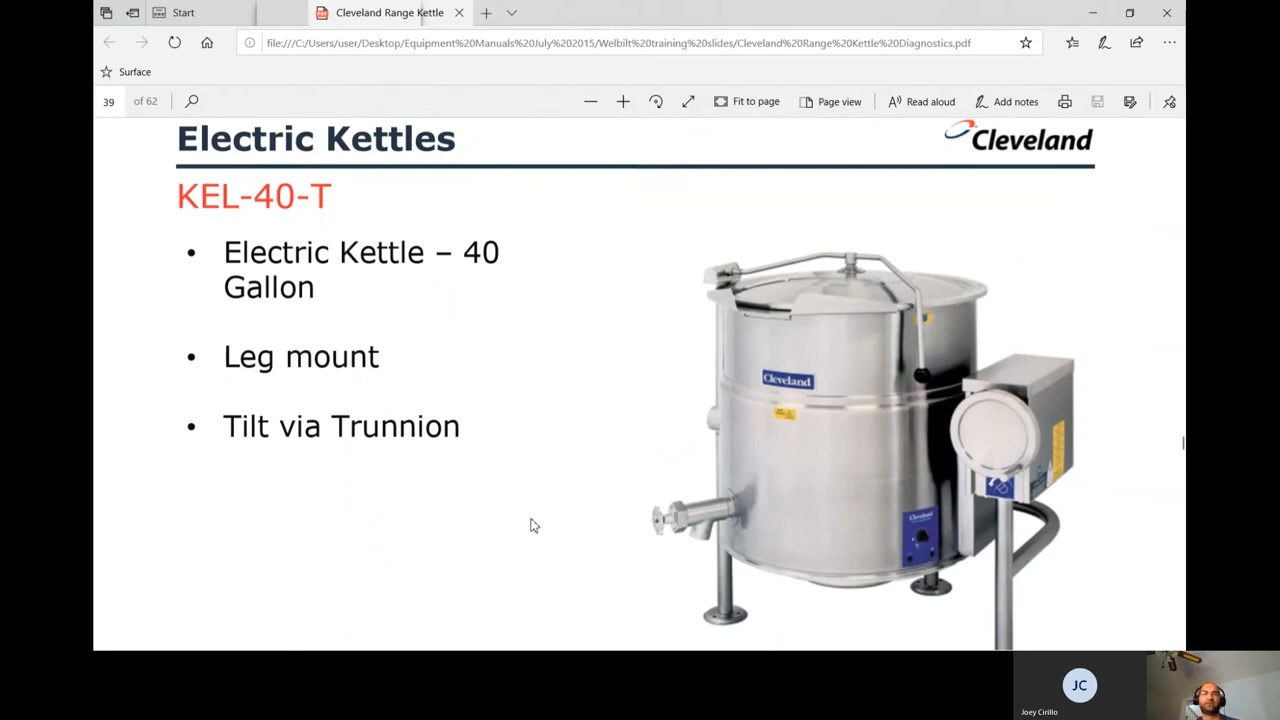 Start
Cleveland Range Kettle
file:///C:/Users/user/Desktop/Equipment%20Manuals%20July%202015/Welbilt%20training%20slides/Cleveland%20Range%20Kettle%20Diagnostics.pdf
Surface
39 of 62
Fit to page
Page view
Read aloud
Add notes
Electric Kettles
Cleveland
KEL-40-T
• Electric Kettle – 40
Gallon
• Leg mount
• Tilt via Trunnion
Cleveland
Cleveland
JC
Joey Cirillo